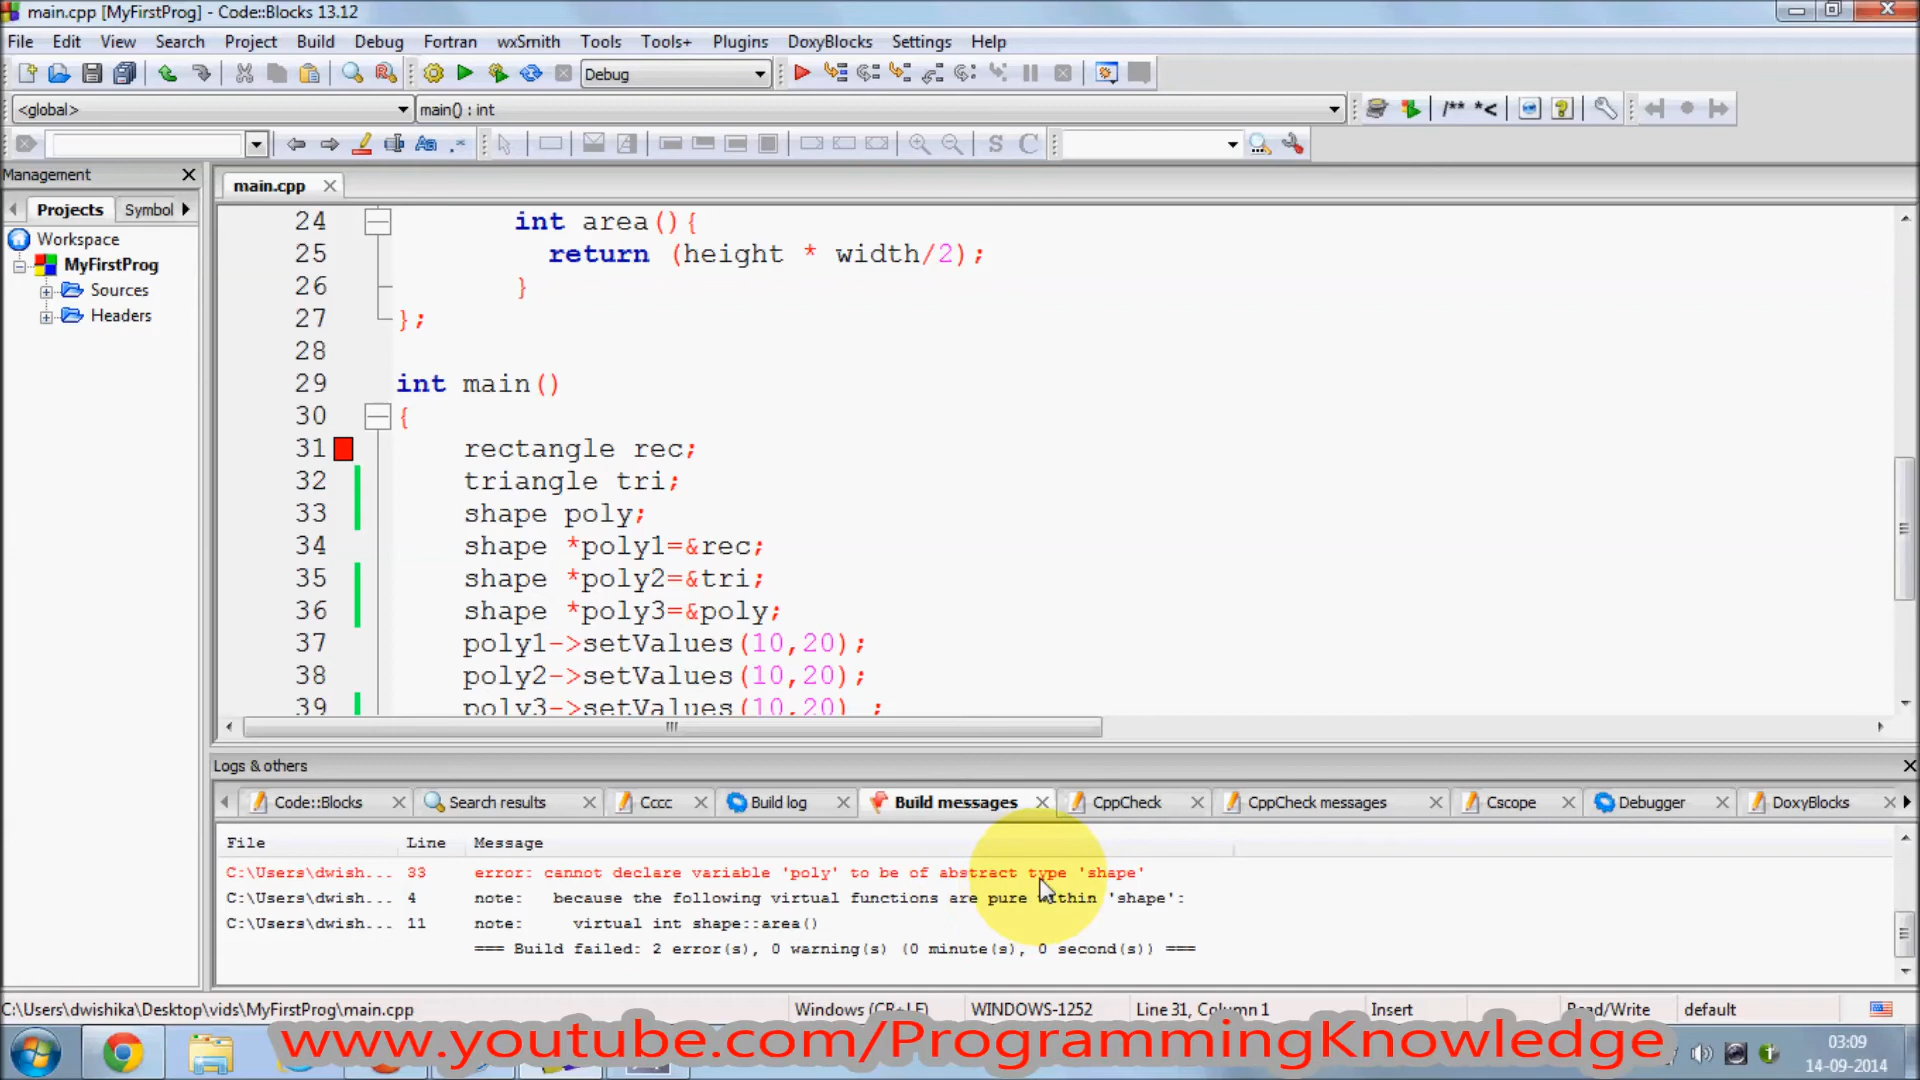 main.cpp [MyFirstProg] - Code::Blocks 13.12
File Edit View Search Project Build Debug Fortran wxSmith Tools Tools+ Plugins DoxyBlocks Settings Help
Debug
<global> main() : int
/** *<
S C
Management
Projects Symbol
Workspace
MyFirstProg
Sources
Headers
main.cpp
24 int area(){
25 return (height * width/2);
26 }
27 };
28
29 int main()
30 {
31 rectangle rec;
32 triangle tri;
33 shape poly;
34 shape *poly1=&rec;
35 shape *poly2=&tri;
36 shape *poly3=&poly;
37 poly1->setValues(10,20);
38 poly2->setValues(10,20);
39 poly3->setValues(10,20) ;
Logs & others
Code::Blocks Search results Cccc Build log Build messages CppCheck CppCheck messages Cscope Debugger DoxyBlocks
File Line Message
C:\Users\dwish... 33 error: cannot declare variable 'poly' to be of abstract type 'shape'
C:\Users\dwish... 4 note: because the following virtual functions are pure within 'shape':
C:\Users\dwish... 11 note: virtual int shape::area()
=== Build failed: 2 error(s), 0 warning(s) (0 minute(s), 0 second(s)) ===
C:\Users\dwishika\Desktop\vids\MyFirstProg\main.cpp Windows (CR+LF) WINDOWS-1252 Line 31, Column 1 Insert Read/Write default
www.youtube.com/ProgrammingKnowledge
03:09
14-09-2014